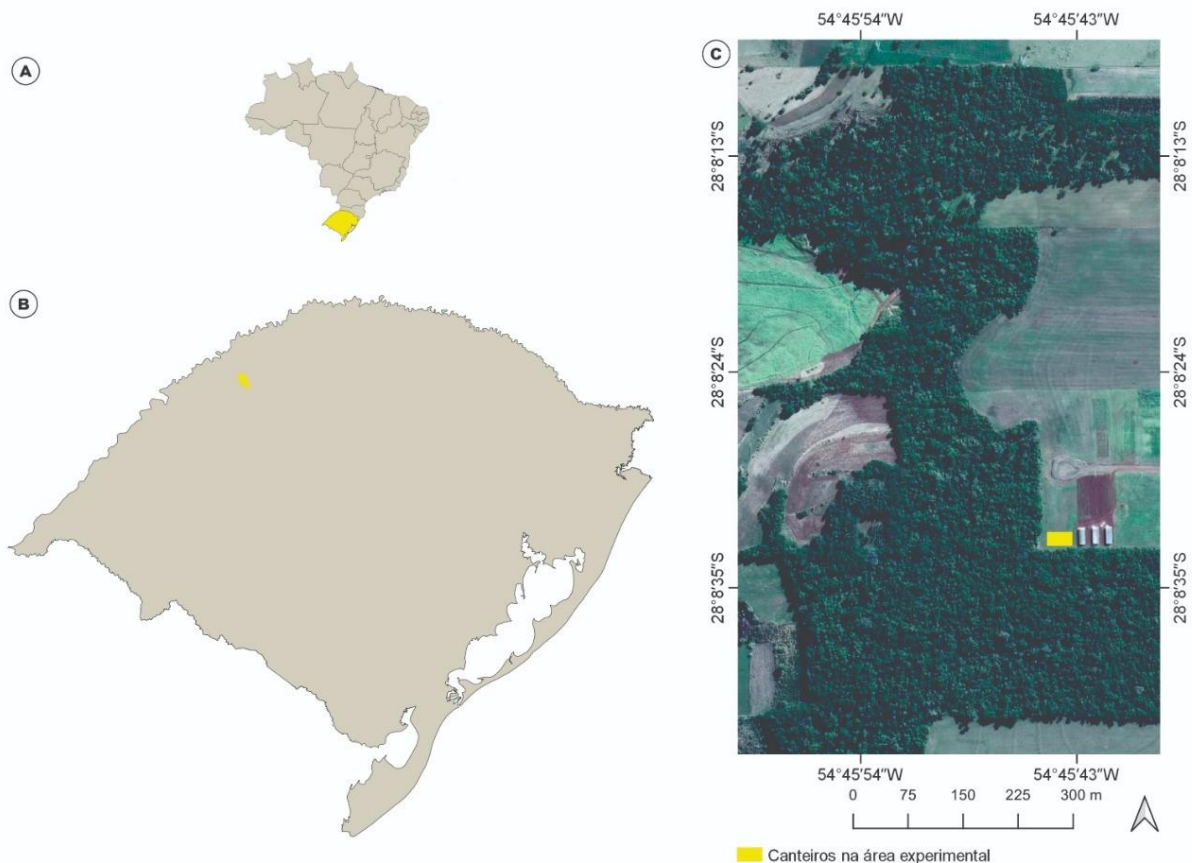 A
B
C
54°45′54″W
54°45′43″W
28°8′13″S
28°8′13″S
28°8′24″S
28°8′24″S
28°8′35″S
28°8′35″S
54°45′54″W
54°45′43″W
0 75 150 225 300 m
Canteiros na área experimental